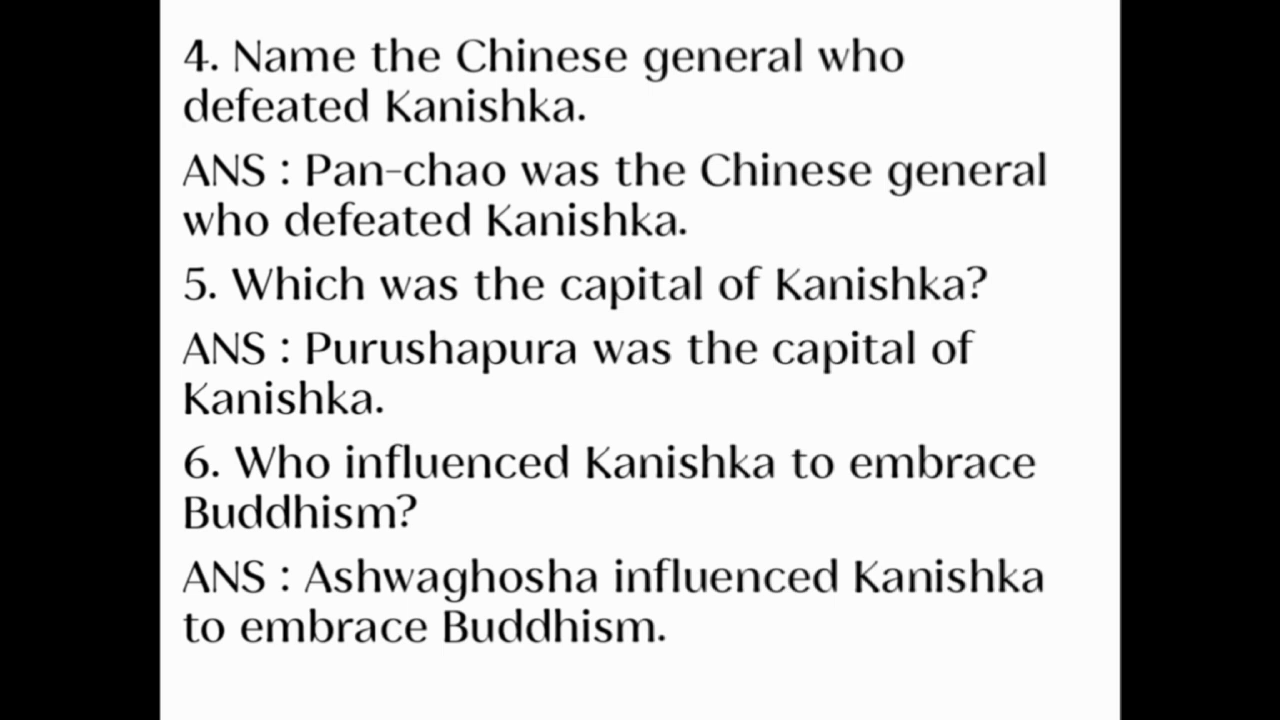 4. Name the Chinese general who
defeated Kanishka.
ANS : Pan-chao was the Chinese general
who defeated Kanishka.
5. Which was the capital of Kanishka?
ANS : Purushapura was the capital of
Kanishka.
6. Who influenced Kanishka to embrace
Buddhism?
ANS : Ashwaghosha influenced Kanishka
to embrace Buddhism.